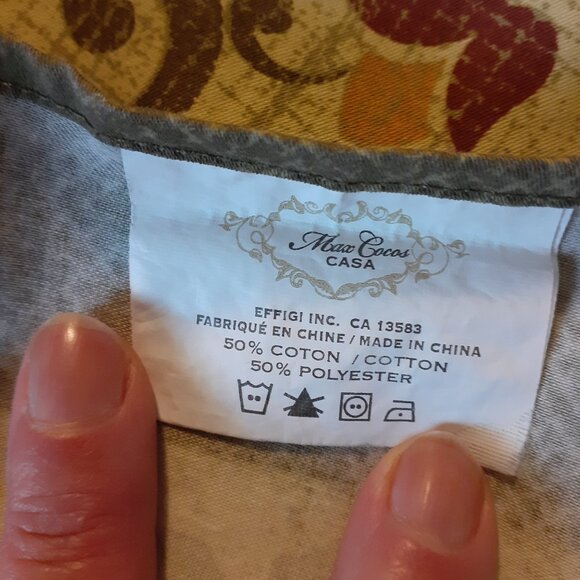 Max Cocos
CASA
EFFIGI INC. CA 13583
FABRIQUÉ EN CHINE / MADE IN CHINA
50% COTON / COTTON
50% POLYESTER